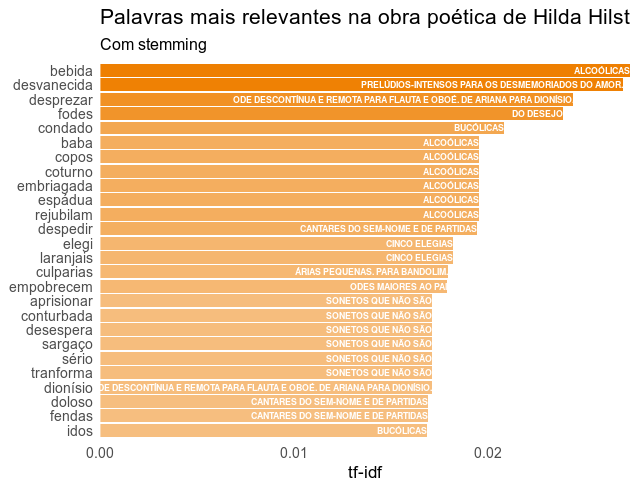 Palavras mais relevantes na obra poética de Hilda Hilst
Com stemming
bebida ALCOÓLICAS
desvanecida PRELÚDIOS-INTENSOS PARA OS DESMEMORIADOS DO AMOR.
desprezar ODE DESCONTÍNUA E REMOTA PARA FLAUTA E OBOÉ. DE ARIANA PARA DIONÍSIO.
fodes DO DESEJO
condado BUCÓLICAS
baba ALCOÓLICAS
copos ALCOÓLICAS
coturno ALCOÓLICAS
embriagada ALCOÓLICAS
espádua ALCOÓLICAS
rejubilam ALCOÓLICAS
despedir CANTARES DO SEM-NOME E DE PARTIDAS
elegi CINCO ELEGIAS
laranjais CINCO ELEGIAS
culparias ÁRIAS PEQUENAS. PARA BANDOLIM.
empobrecem ODES MAIORES AO PAI
aprisionar SONETOS QUE NÃO SÃO
conturbada SONETOS QUE NÃO SÃO
desespera SONETOS QUE NÃO SÃO
sargaço SONETOS QUE NÃO SÃO
sério SONETOS QUE NÃO SÃO
tranforma SONETOS QUE NÃO SÃO
dionísio ODE DESCONTÍNUA E REMOTA PARA FLAUTA E OBOÉ. DE ARIANA PARA DIONÍSIO.
doloso CANTARES DO SEM-NOME E DE PARTIDAS
fendas CANTARES DO SEM-NOME E DE PARTIDAS
idos BUCÓLICAS
0.00 0.01 0.02
tf-idf